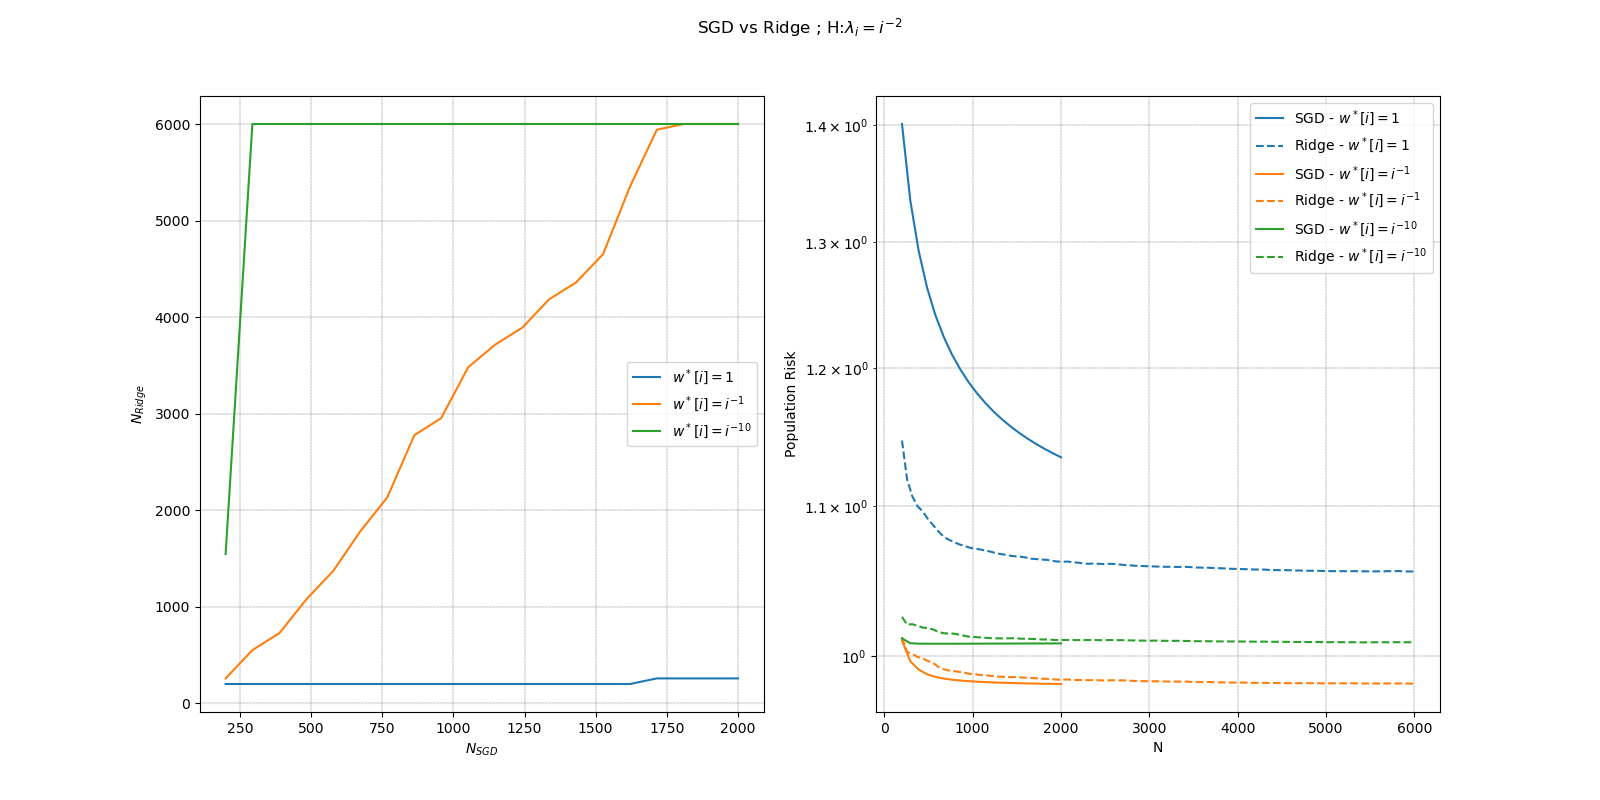 SGD vs Ridge ; H:λᵢ = i⁻²
6000
5000
4000
3000
2000
1000
0
N_Ridge
250
500
750
1000
1250
1500
1750
2000
N_SGD
w*[i] = 1
w*[i] = i⁻¹
w*[i] = i⁻¹⁰
Population Risk
1.4 × 10⁰
1.3 × 10⁰
1.2 × 10⁰
1.1 × 10⁰
10⁰
0
1000
2000
3000
4000
5000
6000
N
SGD - w*[i] = 1
Ridge - w*[i] = 1
SGD - w*[i] = i⁻¹
Ridge - w*[i] = i⁻¹
SGD - w*[i] = i⁻¹⁰
Ridge - w*[i] = i⁻¹⁰